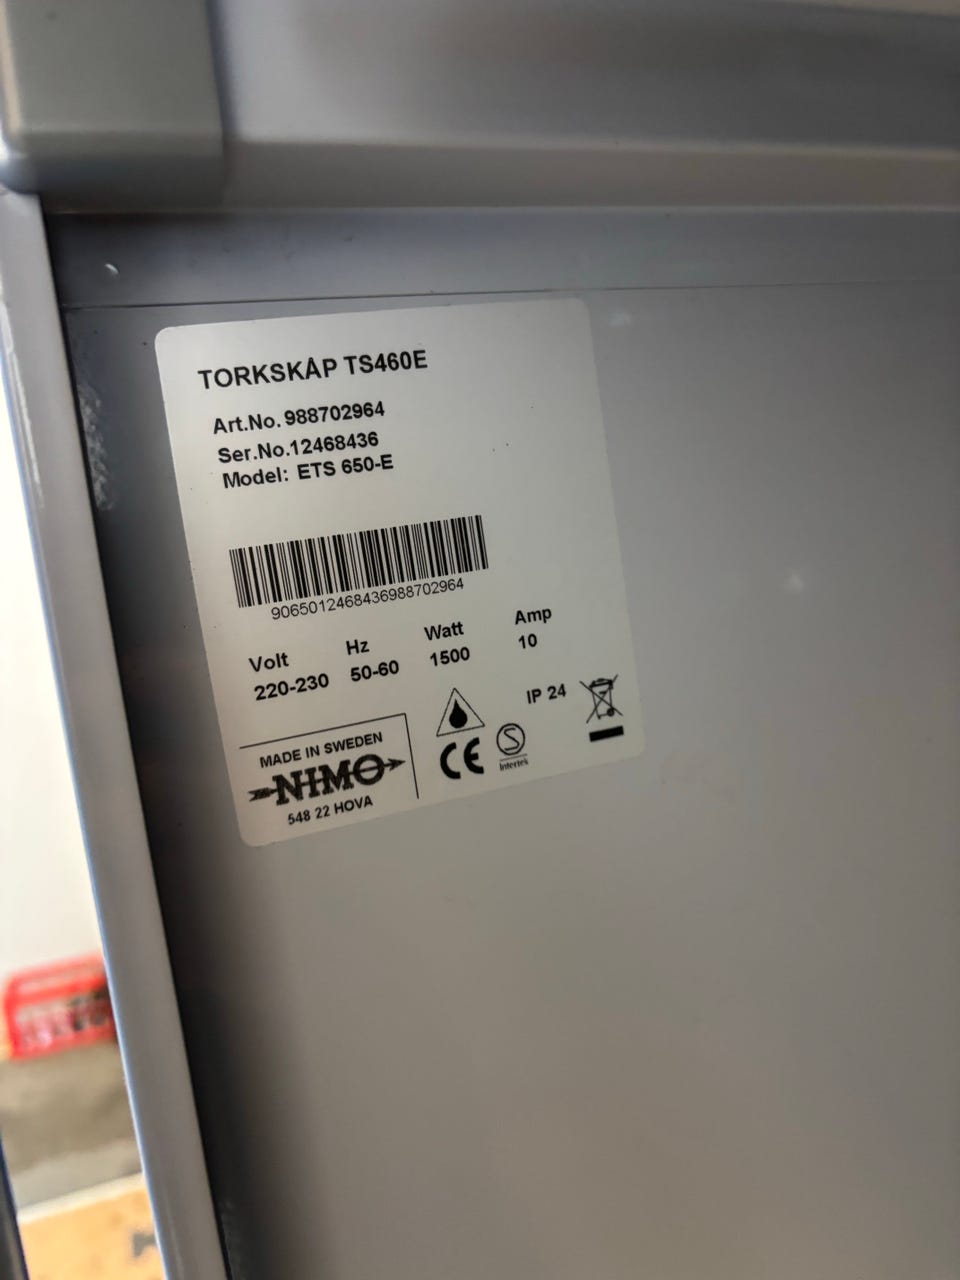 TORKSKÅP TS460E
Art.No. 988702964
Ser.No.12468436
Model: ETS 650-E
9065012468436988702964
Volt Hz Watt Amp
220-230 50-60 1500 10
IP 24
MADE IN SWEDEN
NIMO
548 22 HOVA
CE
S
Intertek